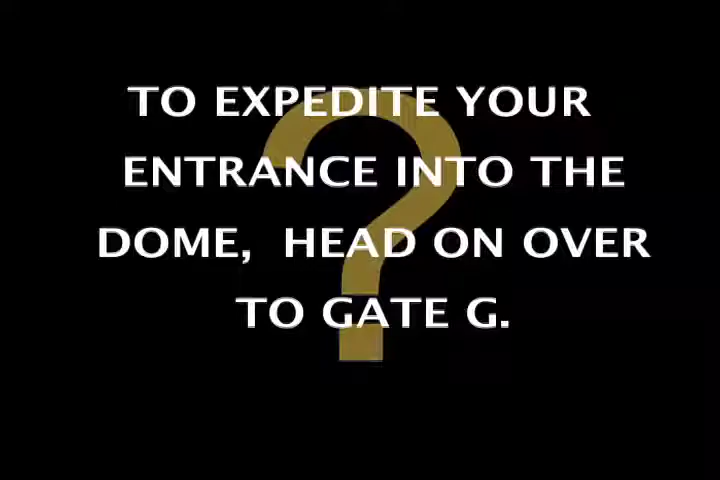 TO EXPEDITE YOUR
ENTRANCE INTO THE
DOME, HEAD ON OVER
TO GATE G.
?